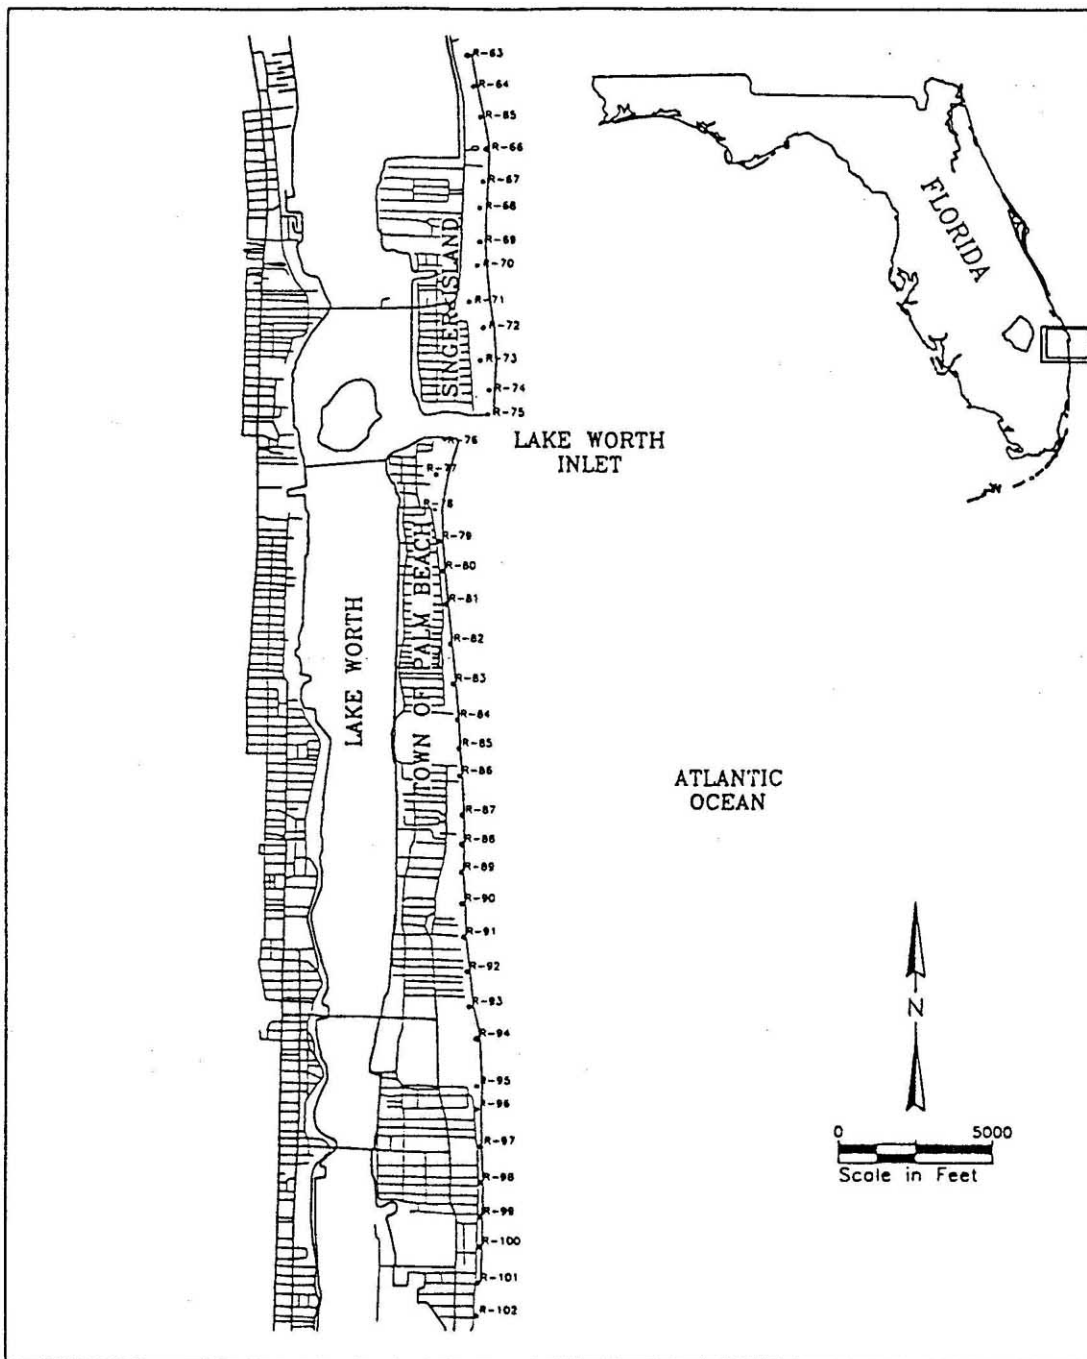 R-63
R-64
R-65
R-66
R-67
R-68
R-69
R-70
R-71
R-72
R-73
R-74
R-75
SINGER ISLAND
FLORIDA
LAKE WORTH
INLET
R-76
R-77
R-78
R-79
R-80
R-81
R-82
R-83
R-84
R-85
R-86
R-87
R-88
R-89
R-90
R-91
R-92
R-93
R-94
R-95
R-96
R-97
R-98
R-99
R-100
R-101
R-102
LAKE WORTH
TOWN OF PALM BEACH
ATLANTIC
OCEAN
N
0 5000
Scale in Feet